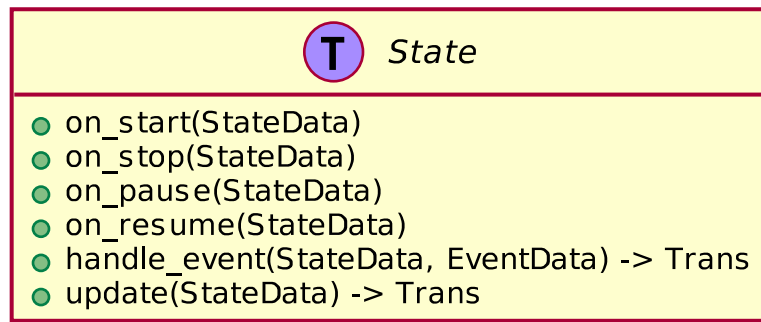 T State
on_start(StateData)
on_stop(StateData)
on_pause(StateData)
on_resume(StateData)
handle_event(StateData, EventData) -> Trans
update(StateData) -> Trans